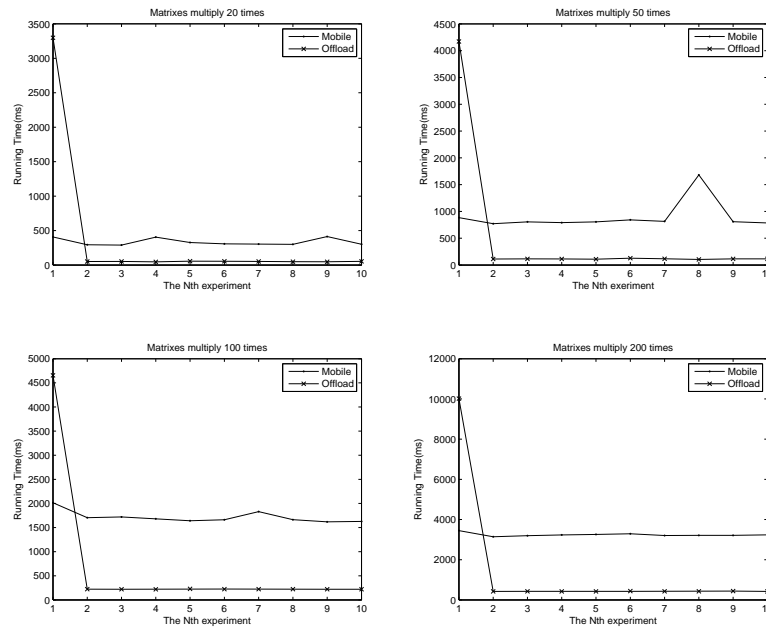 Matrixes multiply 20 times
Mobile
Offload
Running Time(ms)
3500
3000
2500
2000
1500
1000
500
0
1 2 3 4 5 6 7 8 9 10
The Nth experiment
Matrixes multiply 50 times
Mobile
Offload
Running Time(ms)
4500
4000
3500
3000
2500
2000
1500
1000
500
0
1 2 3 4 5 6 7 8 9 1
The Nth experiment
Matrixes multiply 100 times
Mobile
Offload
Running Time(ms)
5000
4500
4000
3500
3000
2500
2000
1500
1000
500
0
1 2 3 4 5 6 7 8 9 10
The Nth experiment
Matrixes multiply 200 times
Mobile
Offload
Running Time(ms)
12000
10000
8000
6000
4000
2000
0
1 2 3 4 5 6 7 8 9 1
The Nth experiment